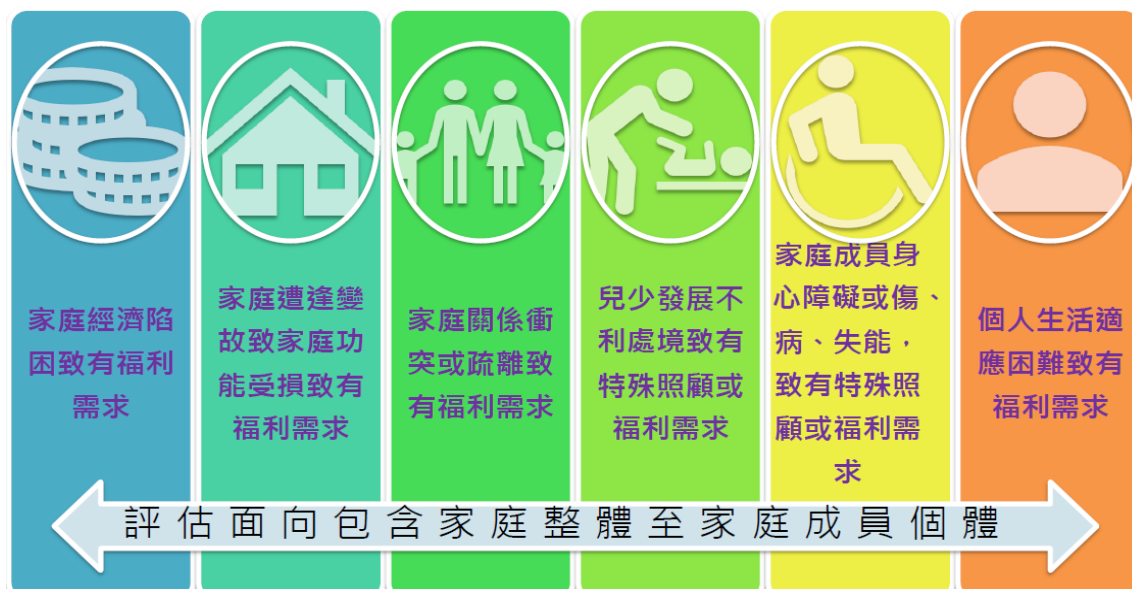 家庭經濟陷
困致有福利
需求
家庭遭逢變
故致家庭功
能受損致有
福利需求
家庭關係衝
突或疏離致
有福利需求
兒少發展不
利處境致有
特殊照顧或
福利需求
家庭成員身
心障礙或傷、
病、失能，
致有特殊照
顧或福利需
求
個人生活適
應困難致有
福利需求
評估面向包含家庭整體至家庭成員個體